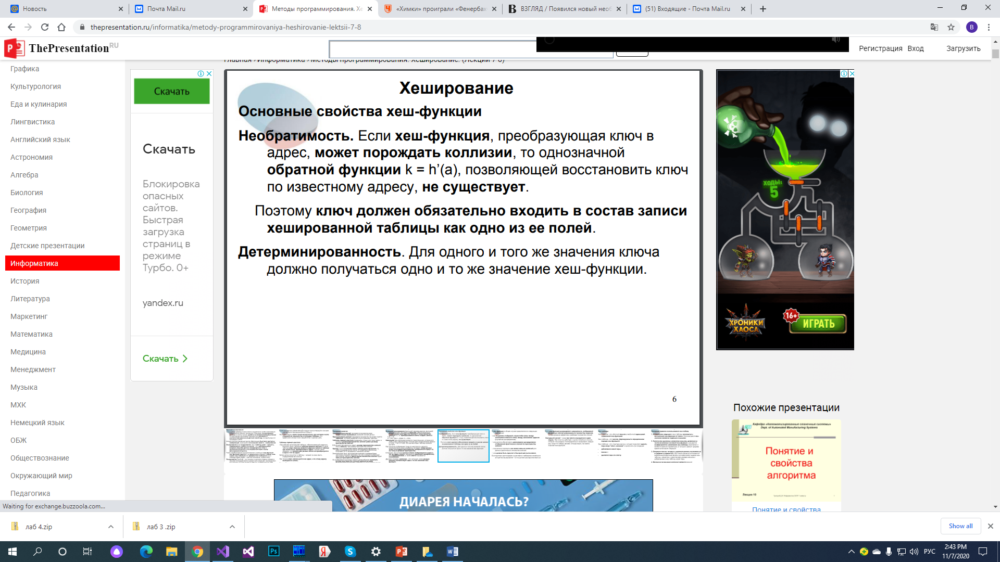 Новость
Почта Mail.ru
Методы программирования. Хе
«Химки» проиграли «Фенербах
ВЗГЛЯД / Появился новый необ
(51) Входящие - Почта Mail.ru
thepresentation.ru/informatika/metody-programmirovaniya-heshirovanie-lektsii-7-8
ThePresentation RU
Регистрация Вход Загрузить
Главная › Информатика › Методы программирования. Хеширование. (Лекции 7-8)
Графика
Культурология
Еда и кулинария
Лингвистика
Английский язык
Астрономия
Алгебра
Биология
География
Геометрия
Детские презентации
Информатика
История
Литература
Маркетинг
Математика
Медицина
Менеджмент
Музыка
МХК
Немецкий язык
ОБЖ
Обществознание
Окружающий мир
Педагогика
Скачать
Скачать
Блокировка
опасных
сайтов.
Быстрая
загрузка
страниц в
режиме
Турбо. 0+
yandex.ru
Скачать
Хеширование
Основные свойства хеш-функции
Необратимость. Если хеш-функция, преобразующая ключ в
адрес, может порождать коллизии, то однозначной
обратной функции k = h’(a), позволяющей восстановить ключ
по известному адресу, не существует.
Поэтому ключ должен обязательно входить в состав записи
хешированной таблицы как одно из ее полей.
Детерминированность. Для одного и того же значения ключа
должно получаться одно и то же значение хеш-функции.
6
ДИАРЕЯ НАЧАЛАСЬ?
ХОДЫ:
5
ХРОНИКИ
ХАОСА
16+
ИГРАТЬ
Похожие презентации
Кафедра «Автоматизированные станочные системы»
Dept. of Automated Manufacturing Systems
Понятие и
свойства
алгоритма
Лекция 10
Понятие и свойства
Waiting for exchange.buzzoola.com...
лаб 4.zip
лаб 3 .zip
Show all
РУС
2:43 PM
11/7/2020